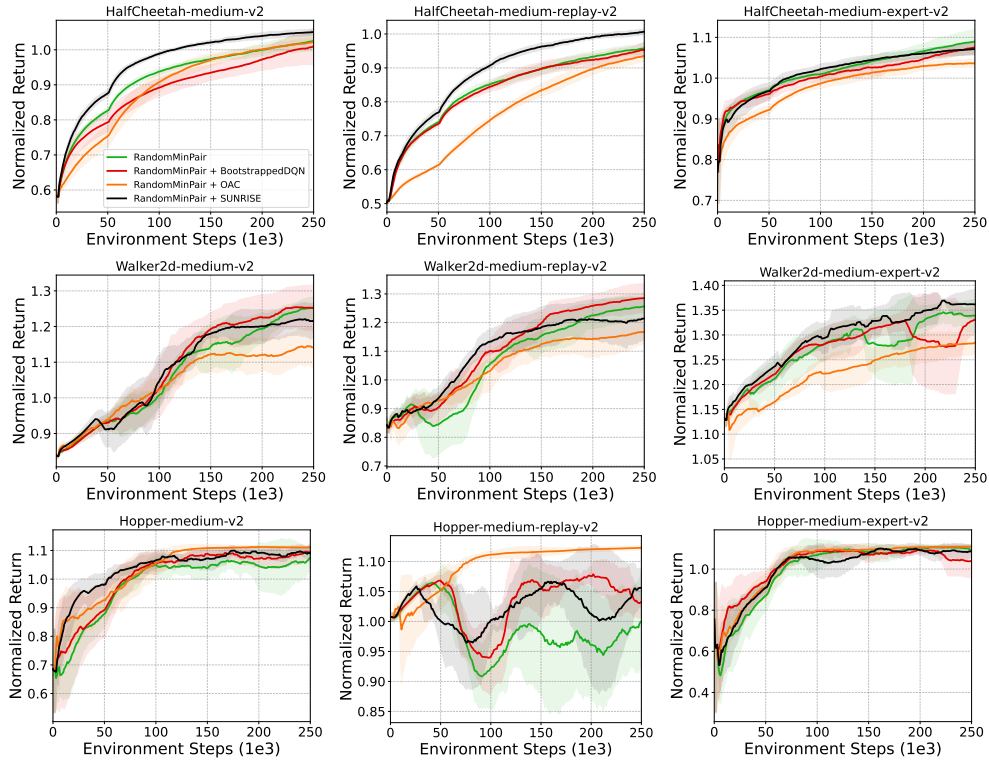 HalfCheetah-medium-v2
Normalized Return
1.0
0.9
0.8
0.7
0.6
0 50 100 150 200 250
Environment Steps (1e3)
RandomMinPair
RandomMinPair + BootstrappedDQN
RandomMinPair + OAC
RandomMinPair + SUNRISE
HalfCheetah-medium-replay-v2
Normalized Return
1.0
0.9
0.8
0.7
0.6
0.5
0 50 100 150 200 250
Environment Steps (1e3)
HalfCheetah-medium-expert-v2
Normalized Return
1.1
1.0
0.9
0.8
0.7
0 50 100 150 200 250
Environment Steps (1e3)
Walker2d-medium-v2
Normalized Return
1.3
1.2
1.1
1.0
0.9
0 50 100 150 200 250
Environment Steps (1e3)
Walker2d-medium-replay-v2
Normalized Return
1.3
1.2
1.1
1.0
0.9
0.8
0.7
0 50 100 150 200 250
Environment Steps (1e3)
Walker2d-medium-expert-v2
Normalized Return
1.40
1.35
1.30
1.25
1.20
1.15
1.10
1.05
0 50 100 150 200 250
Environment Steps (1e3)
Hopper-medium-v2
Normalized Return
1.1
1.0
0.9
0.8
0.7
0.6
0 50 100 150 200 250
Environment Steps (1e3)
Hopper-medium-replay-v2
Normalized Return
1.10
1.05
1.00
0.95
0.90
0.85
0 50 100 150 200 250
Environment Steps (1e3)
Hopper-medium-expert-v2
Normalized Return
1.0
0.8
0.6
0.4
0 50 100 150 200 250
Environment Steps (1e3)